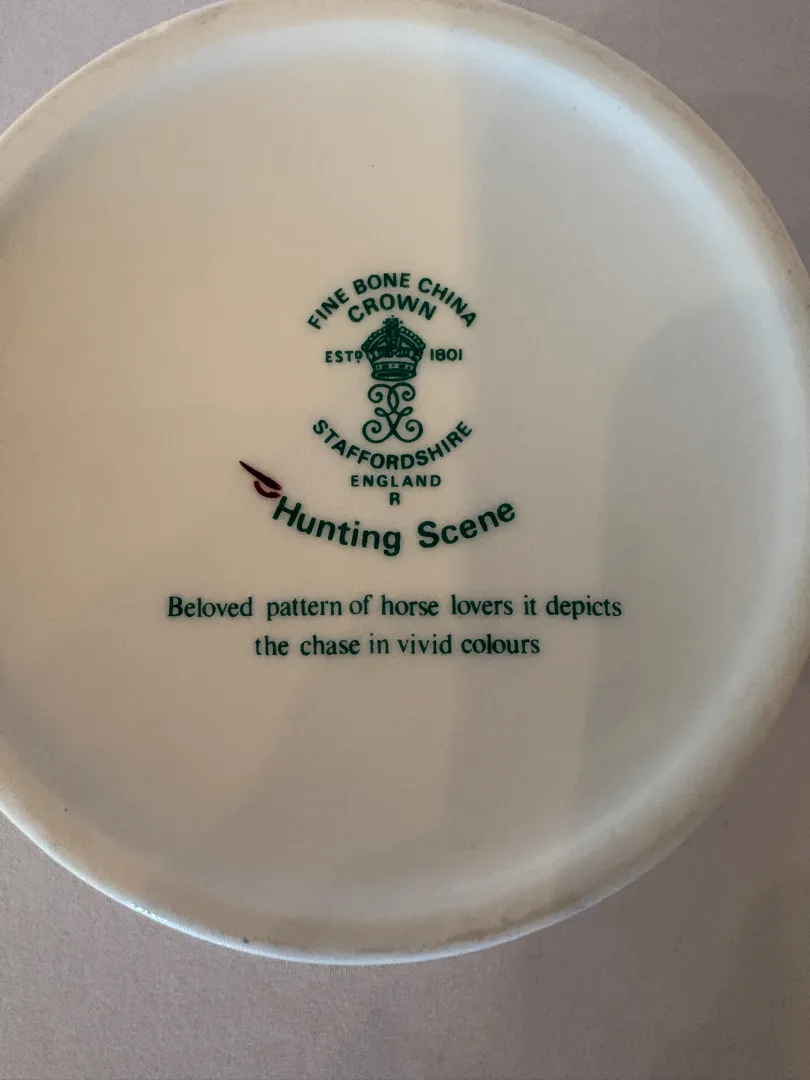 FINE BONE CHINA
CROWN
ESTD 1801
STAFFORDSHIRE
ENGLAND
R
Hunting Scene
Beloved pattern of horse lovers it depicts
the chase in vivid colours